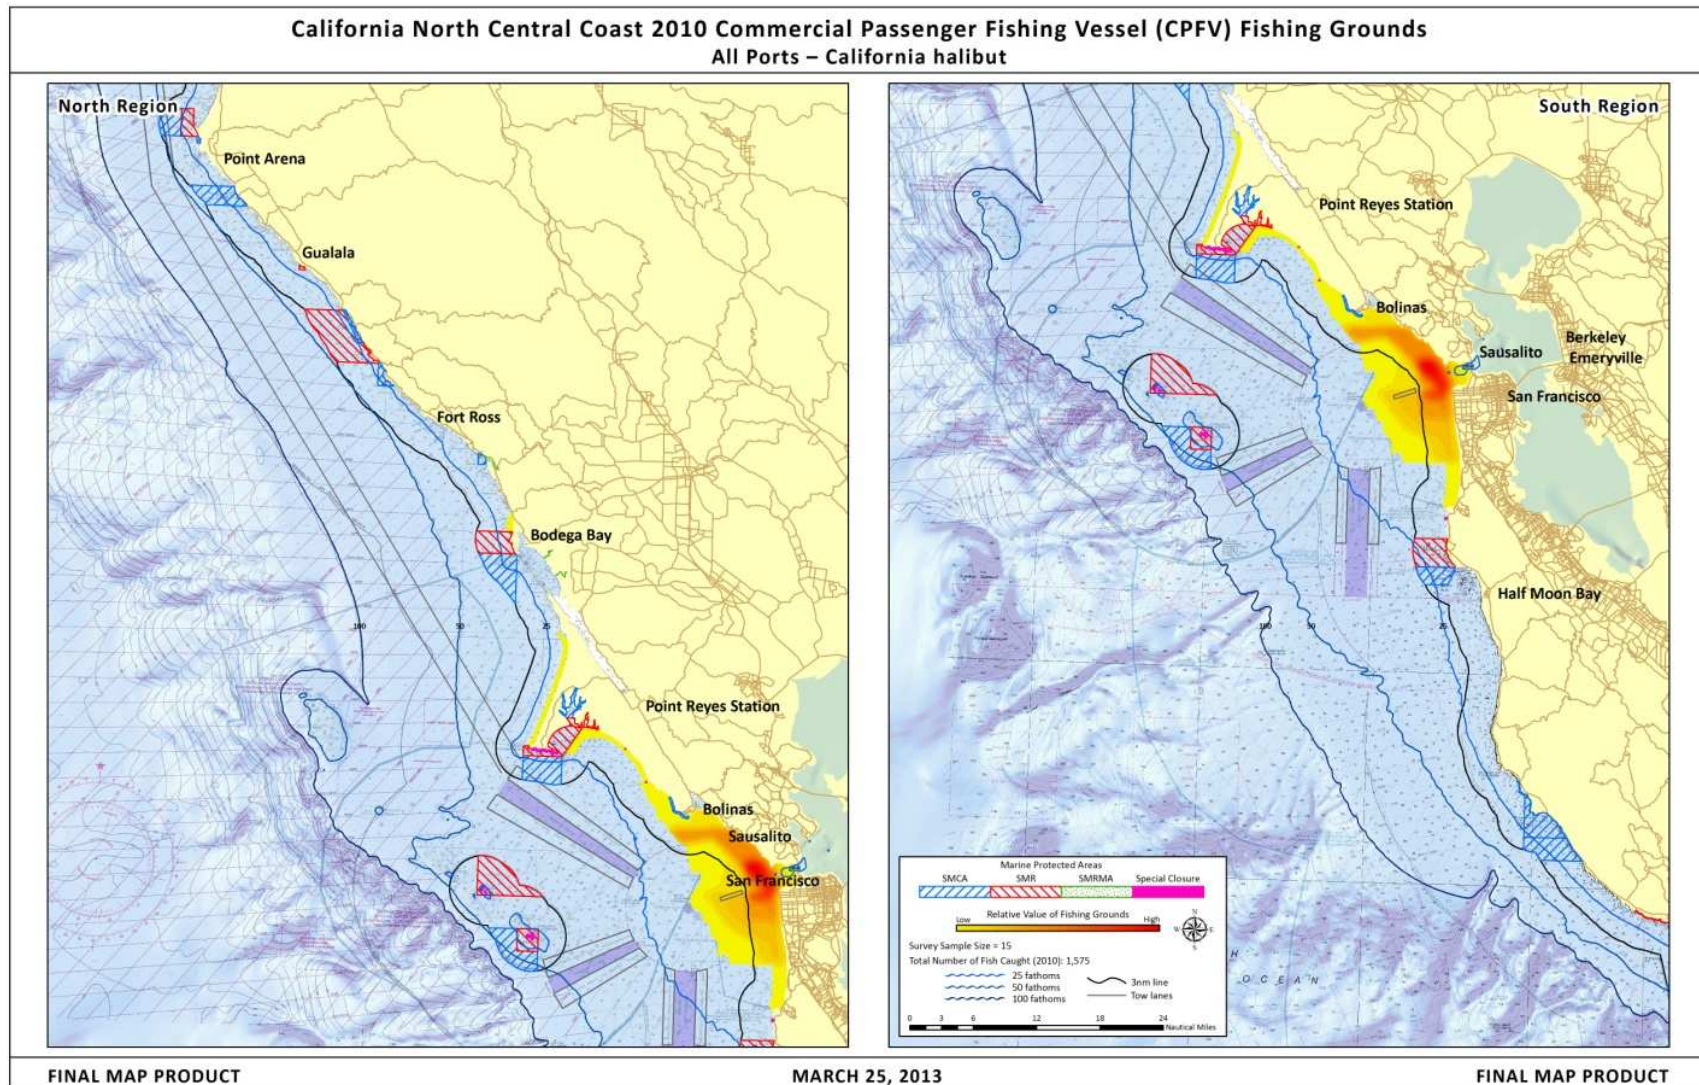 California North Central Coast 2010 Commercial Passenger Fishing Vessel (CPFV) Fishing Grounds
All Ports – California halibut
North Region
Point Arena
Gualala
Fort Ross
Bodega Bay
100
50
25
Point Reyes Station
Bolinas
Sausalito
San Francisco
South Region
Point Reyes Station
Bolinas
Berkeley
Sausalito
Emeryville
San Francisco
Half Moon Bay
100
50
25
Marine Protected Areas
SMCA SMR SMRMA Special Closure
Relative Value of Fishing Grounds
Low High
N
W E
S
Survey Sample Size = 15
Total Number of Fish Caught (2010): 1,575
25 fathoms
50 fathoms
100 fathoms
3nm line
Tow lanes
0 3 6 12 18 24
Nautical Miles
H
OCEAN
FINAL MAP PRODUCT MARCH 25, 2013 FINAL MAP PRODUCT